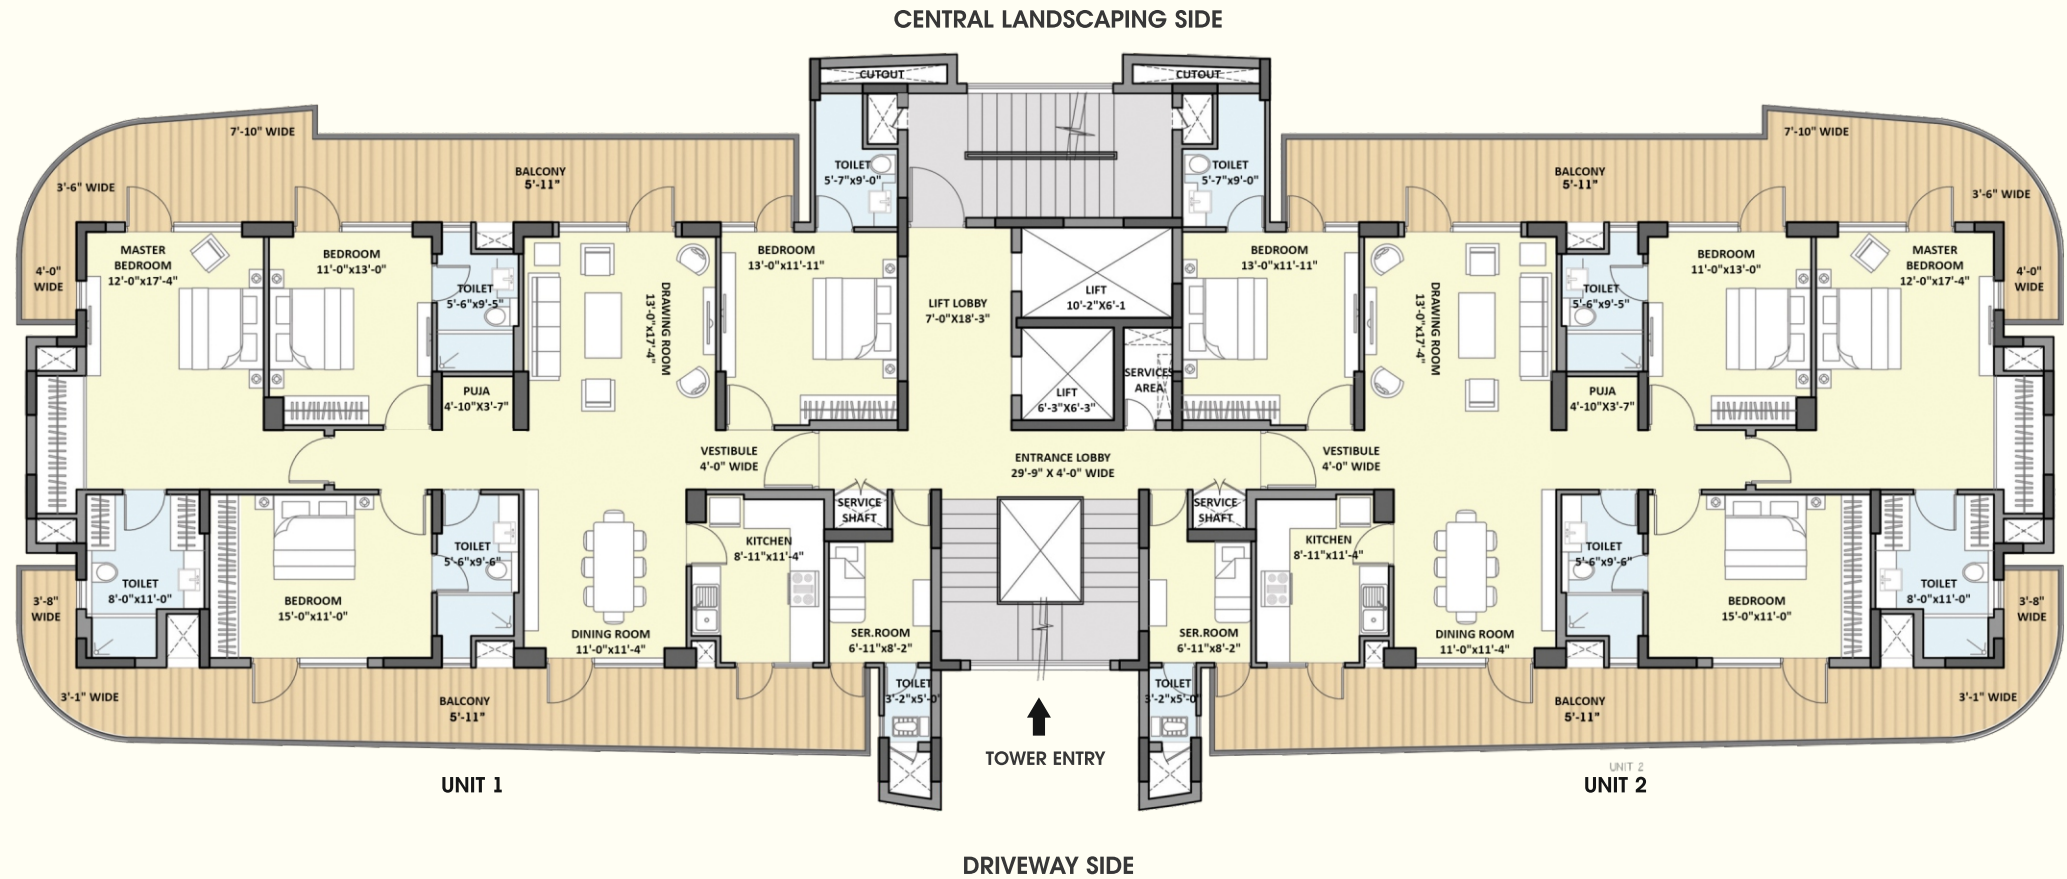 CENTRAL LANDSCAPING SIDE
CUTOUT
CUTOUT
7'-10" WIDE
7'-10" WIDE
BALCONY
5'-11"
TOILET
5'-7"x9'-0"
TOILET
5'-7"x9'-0"
BALCONY
5'-11"
3'-6" WIDE
3'-6" WIDE
MASTER
BEDROOM
12'-0"x17'-4"
BEDROOM
11'-0"x13'-0"
BEDROOM
13'-0"x11'-11"
BEDROOM
13'-0"x11'-11"
BEDROOM
11'-0"x13'-0"
MASTER
BEDROOM
12'-0"x17'-4"
4'-0"
WIDE
4'-0"
WIDE
TOILET
5'-6"x9'-5"
DRAWING ROOM
13'-0"x17'-4"
LIFT LOBBY
7'-0"X18'-3"
LIFT
10'-2"X6'-1
DRAWING ROOM
13'-0"x17'-4"
TOILET
5'-6"x9'-5"
PUJA
4'-10"X3'-7"
LIFT
6'-3"X6'-3"
SERVICES
AREA
PUJA
4'-10"X3'-7"
VESTIBULE
4'-0" WIDE
ENTRANCE LOBBY
29'-9" X 4'-0" WIDE
VESTIBULE
4'-0" WIDE
SERVICE
SHAFT
SERVICE
SHAFT
KITCHEN
8'-11"x11'-4"
KITCHEN
8'-11"x11'-4"
TOILET
5'-6"x9'-6"
TOILET
5'-6"x9'-6"
TOILET
8'-0"x11'-0"
TOILET
8'-0"x11'-0"
BEDROOM
15'-0"x11'-0"
BEDROOM
15'-0"x11'-0"
3'-8"
WIDE
3'-8"
WIDE
DINING ROOM
11'-0"x11'-4"
SER.ROOM
6'-11"x8'-2"
SER.ROOM
6'-11"x8'-2"
DINING ROOM
11'-0"x11'-4"
3'-1" WIDE
BALCONY
5'-11"
TOILET
3'-2"x5'-0"
TOILET
3'-2"x5'-0"
BALCONY
5'-11"
3'-1" WIDE
TOWER ENTRY
UNIT 2
UNIT 1
UNIT 2
DRIVEWAY SIDE